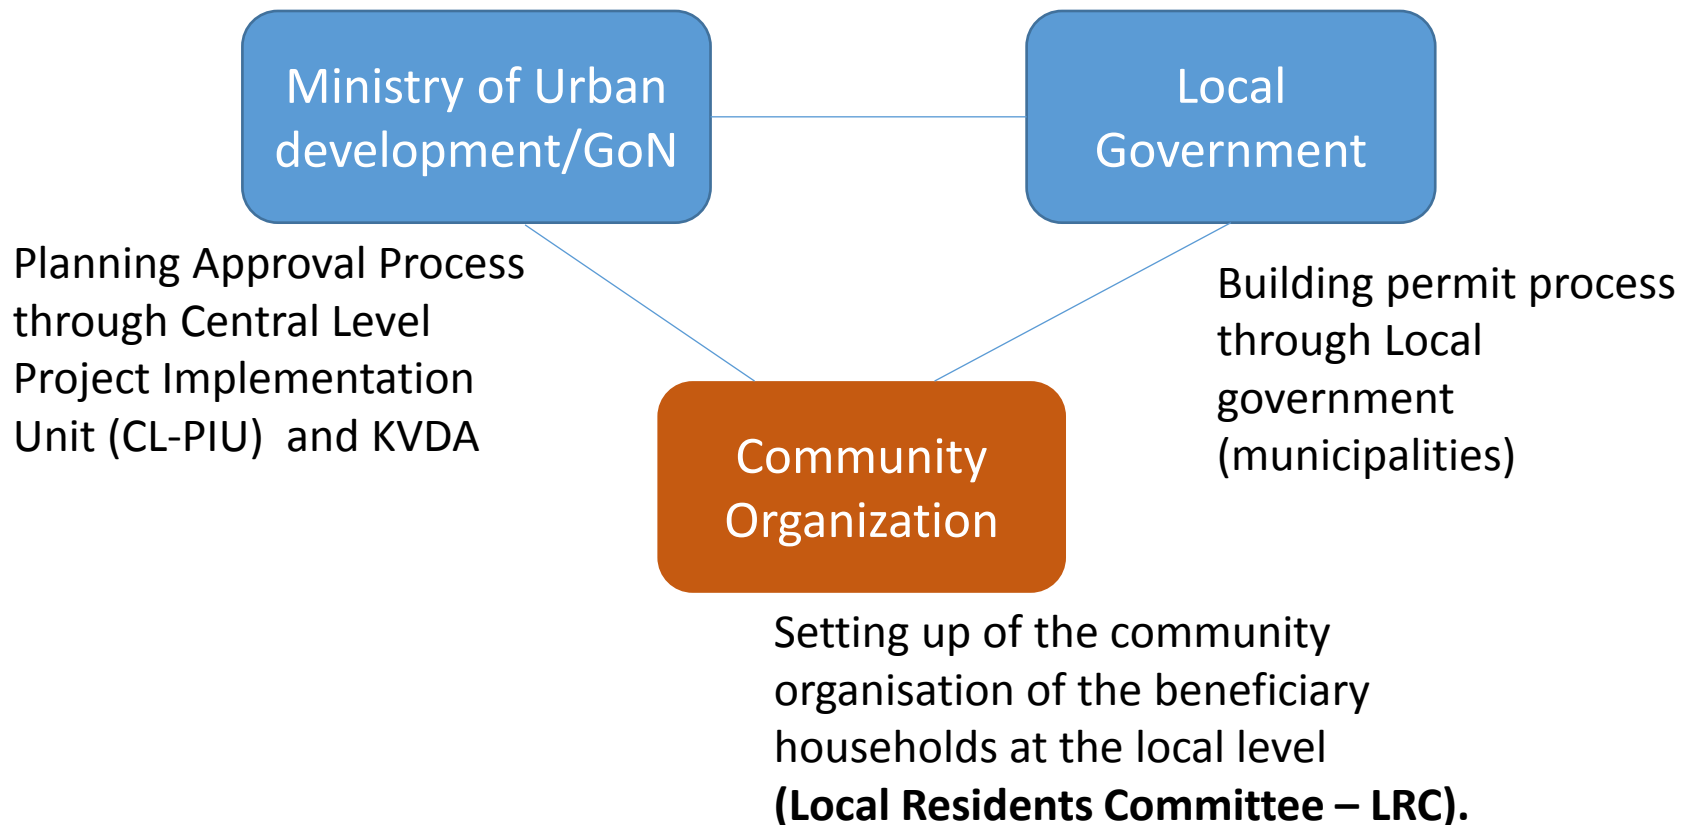 Ministry of Urban
development/GoN
Local
Government
Planning Approval Process
through Central Level
Project Implementation
Unit (CL-PIU)  and KVDA
Building permit process
through Local
government
(municipalities)
Community
Organization
Setting up of the community
organisation of the beneficiary
households at the local level
(Local Residents Committee – LRC).